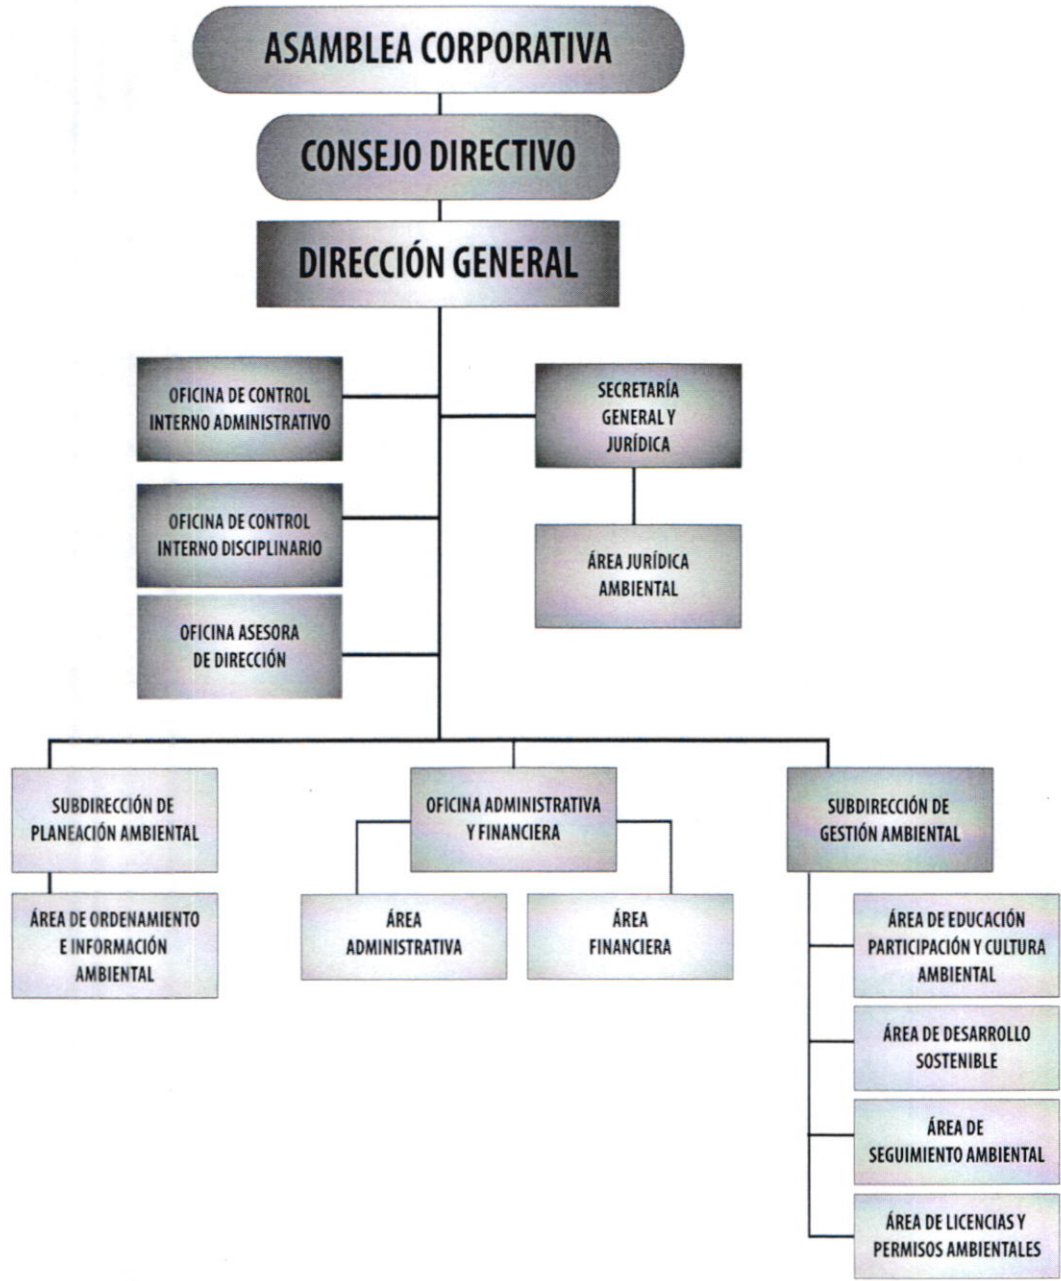 ASAMBLEA CORPORATIVA
CONSEJO DIRECTIVO
DIRECCIÓN GENERAL
OFICINA DE CONTROL
INTERNO ADMINISTRATIVO
SECRETARÍA
GENERAL Y
JURÍDICA
OFICINA DE CONTROL
INTERNO DISCIPLINARIO
ÁREA JURÍDICA
AMBIENTAL
OFICINA ASESORA
DE DIRECCIÓN
SUBDIRECCIÓN DE
PLANEACIÓN AMBIENTAL
OFICINA ADMINISTRATIVA
Y FINANCIERA
SUBDIRECCIÓN DE
GESTIÓN AMBIENTAL
ÁREA DE ORDENAMIENTO
E INFORMACIÓN
AMBIENTAL
ÁREA
ADMINISTRATIVA
ÁREA
FINANCIERA
ÁREA DE EDUCACIÓN
PARTICIPACIÓN Y CULTURA
AMBIENTAL
ÁREA DE DESARROLLO
SOSTENIBLE
ÁREA DE
SEGUIMIENTO AMBIENTAL
ÁREA DE LICENCIAS Y
PERMISOS AMBIENTALES